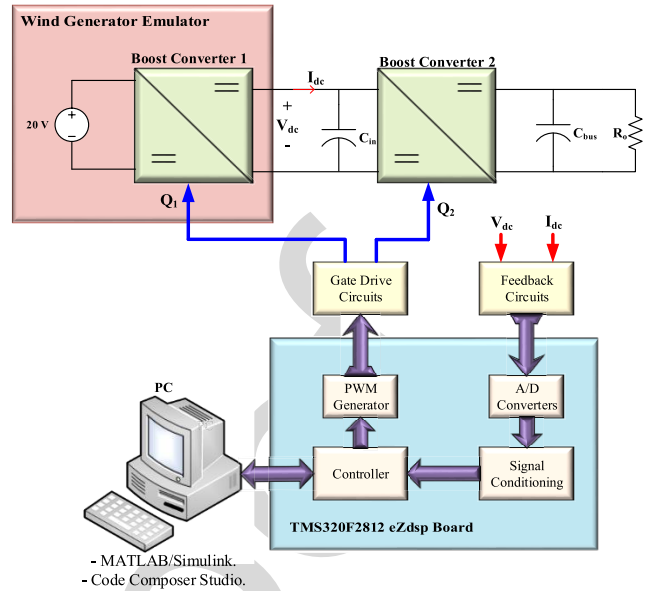 Wind Generator Emulator
Boost Converter 1
Boost Converter 2
Idc
20 V
+
−
+
Vdc
-
Cin
Cbus
Ro
Q1
Q2
Vdc
Idc
Gate Drive
Circuits
Feedback
Circuits
PC
PWM
Generator
A/D
Converters
Controller
Signal
Conditioning
TMS320F2812 eZdsp Board
- MATLAB/Simulink.
- Code Composer Studio.